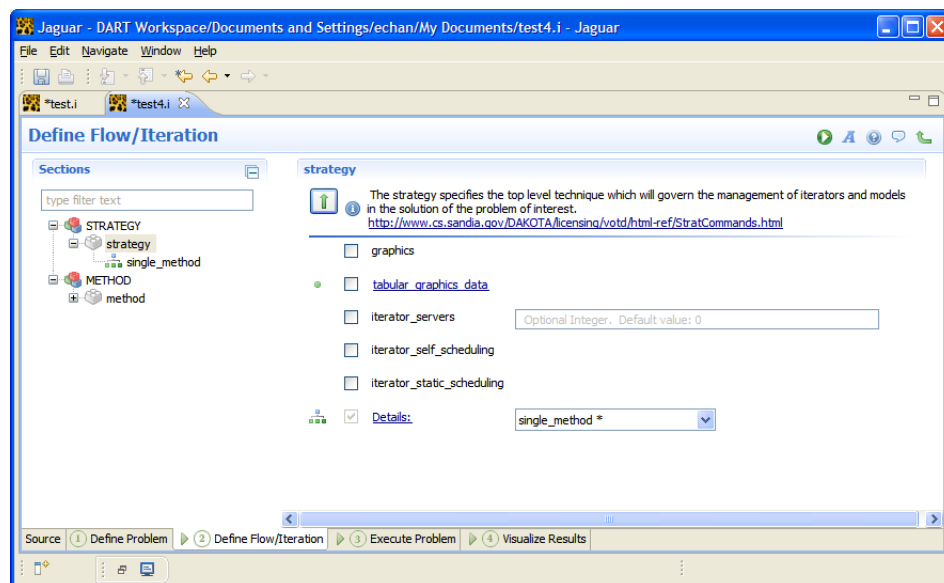 Jaguar - DART Workspace/Documents and Settings/echan/My Documents/test4.i - Jaguar
File Edit Navigate Window Help
*test.i *test4.i
Define Flow/Iteration
Sections
type filter text
STRATEGY
strategy
single_method
METHOD
method
strategy
The strategy specifies the top level technique which will govern the management of iterators and models
in the solution of the problem of interest.
http://www.cs.sandia.gov/DAKOTA/licensing/votd/html-ref/StratCommands.html
graphics
tabular_graphics_data
iterator_servers Optional Integer. Default value: 0
iterator_self_scheduling
iterator_static_scheduling
Details: single_method *
Source 1 Define Problem 2 Define Flow/Iteration 3 Execute Problem 4 Visualize Results